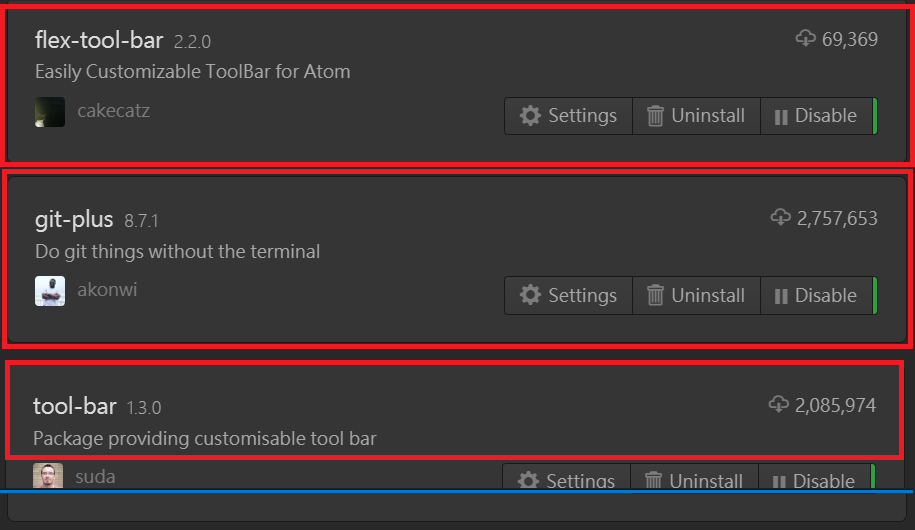 flex-tool-bar 2.2.0 69,369
Easily Customizable ToolBar for Atom
cakecatz Settings Uninstall Disable
git-plus 8.7.1 2,757,653
Do git things without the terminal
akonwi Settings Uninstall Disable
tool-bar 1.3.0 2,085,974
Package providing customisable tool bar
suda Settings Uninstall Disable